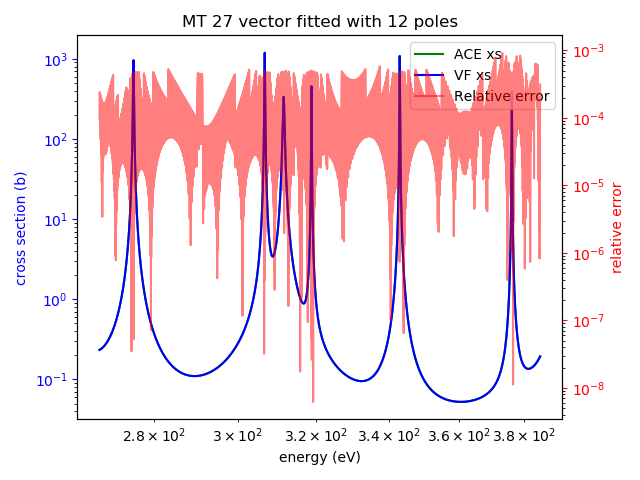 MT 27 vector fitted with 12 poles
ACE xs
VF xs
Relative error
10³
10²
10¹
10⁰
10⁻¹
cross section (b)
10⁻³
10⁻⁴
10⁻⁵
10⁻⁶
10⁻⁷
10⁻⁸
relative error
2.8 × 10² 3 × 10² 3.2 × 10² 3.4 × 10² 3.6 × 10² 3.8 × 10²
energy (eV)